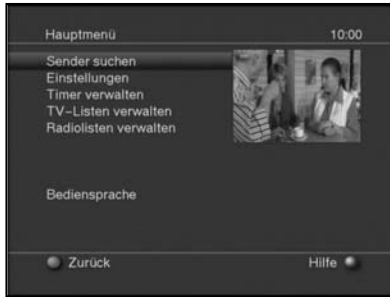 Hauptmenü 10:00
Sender suchen
Einstellungen
Timer verwalten
TV-Listen verwalten
Radiolisten verwalten
Bediensprache
Zurück Hilfe